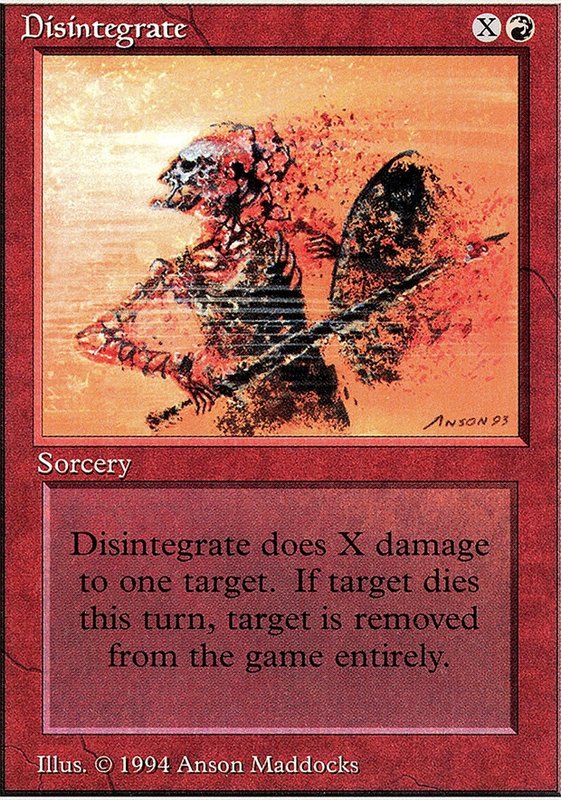 Disintegrate X
ANSON 93
Sorcery
Disintegrate does X damage
to one target. If target dies
this turn, target is removed
from the game entirely.
Illus. © 1994 Anson Maddocks